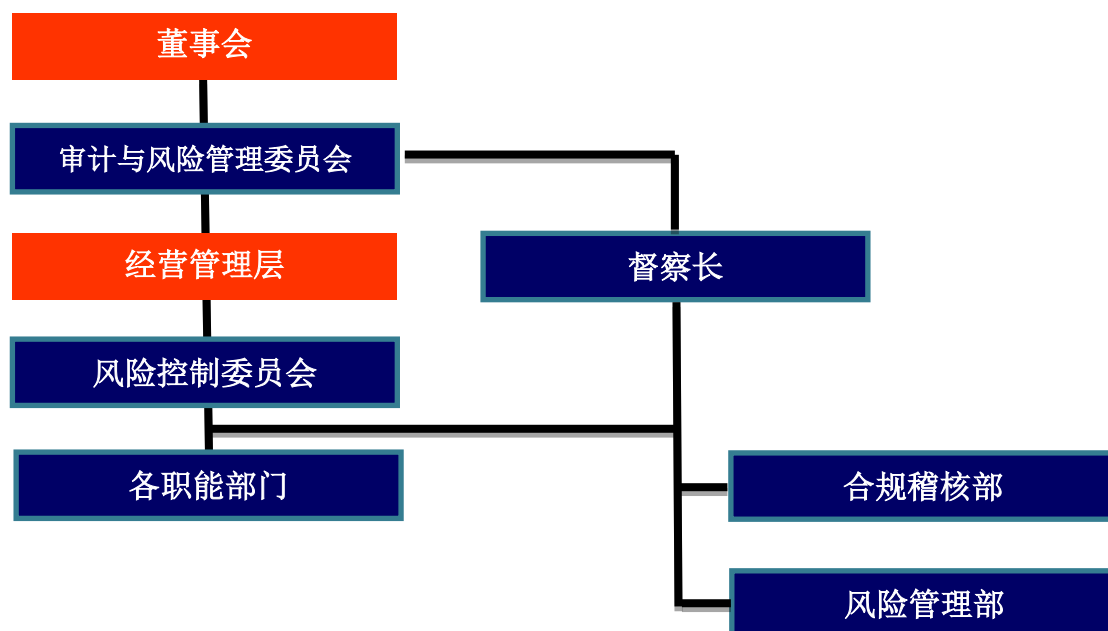 董事会
审计与风险管理委员会
经营管理层
督察长
风险控制委员会
各职能部门
合规稽核部
风险管理部